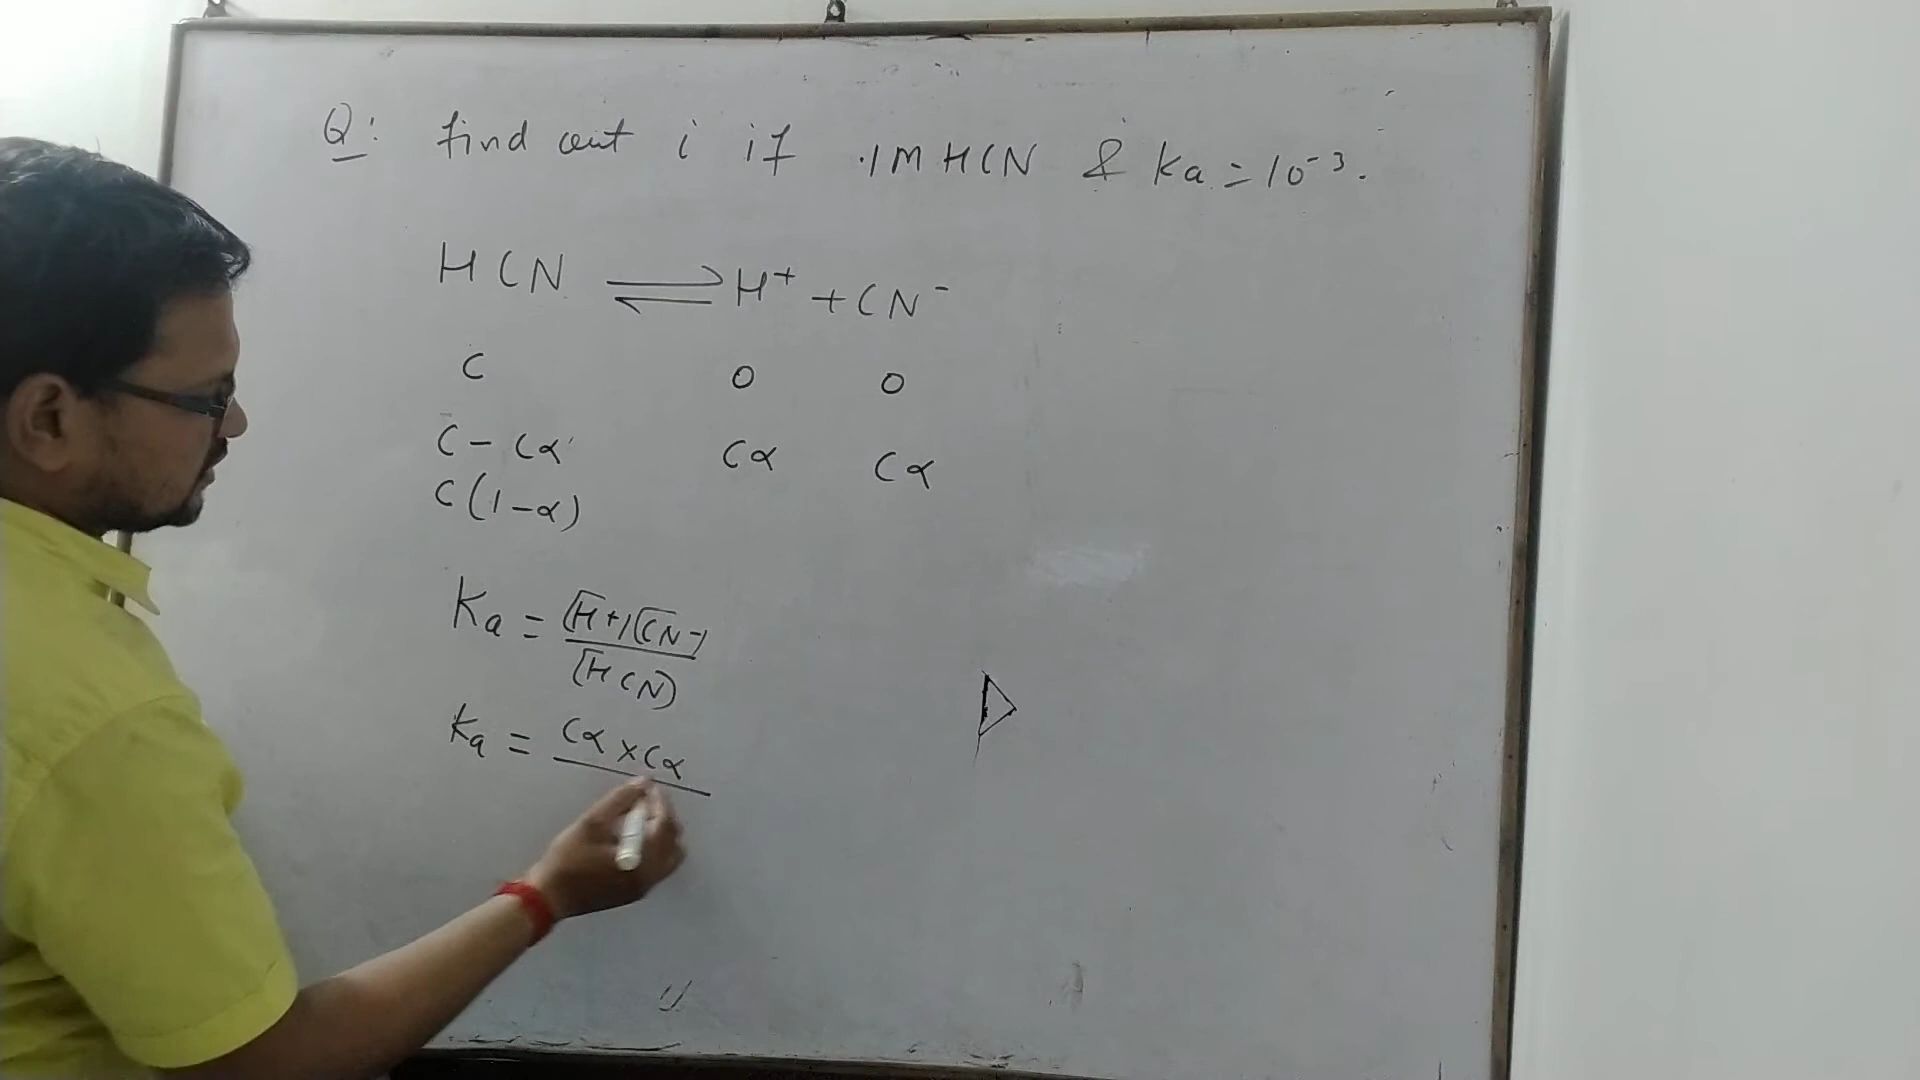 Q: find out i if .1M HCN & Ka = 10⁻³.
HCN ⇌ H⁺ + CN⁻
C 0 0
C - Cα Cα Cα
C(1-α)
Ka = [H+][CN-] / [HCN]
Ka = Cα × Cα